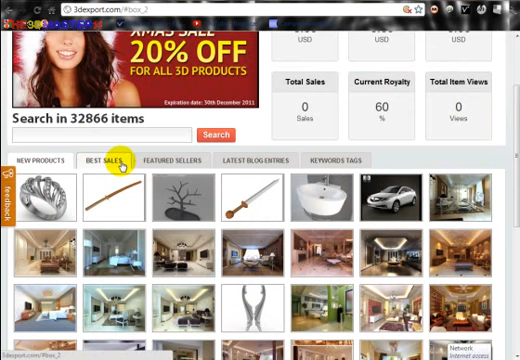 3dexport.com/#box_2
XMAS SALE
20% OFF
FOR ALL 3D PRODUCTS
Expiration date: 30th December 2011
USD
USD
Total Sales
0
Sales
Current Royalty
60
%
Total Item Views
0
Views
Search in 32866 items
Search
NEW PRODUCTS
BEST SALES
FEATURED SELLERS
LATEST BLOG ENTRIES
KEYWORDS TAGS
feedback
3dexport.com/#box_2
Network
Internet access